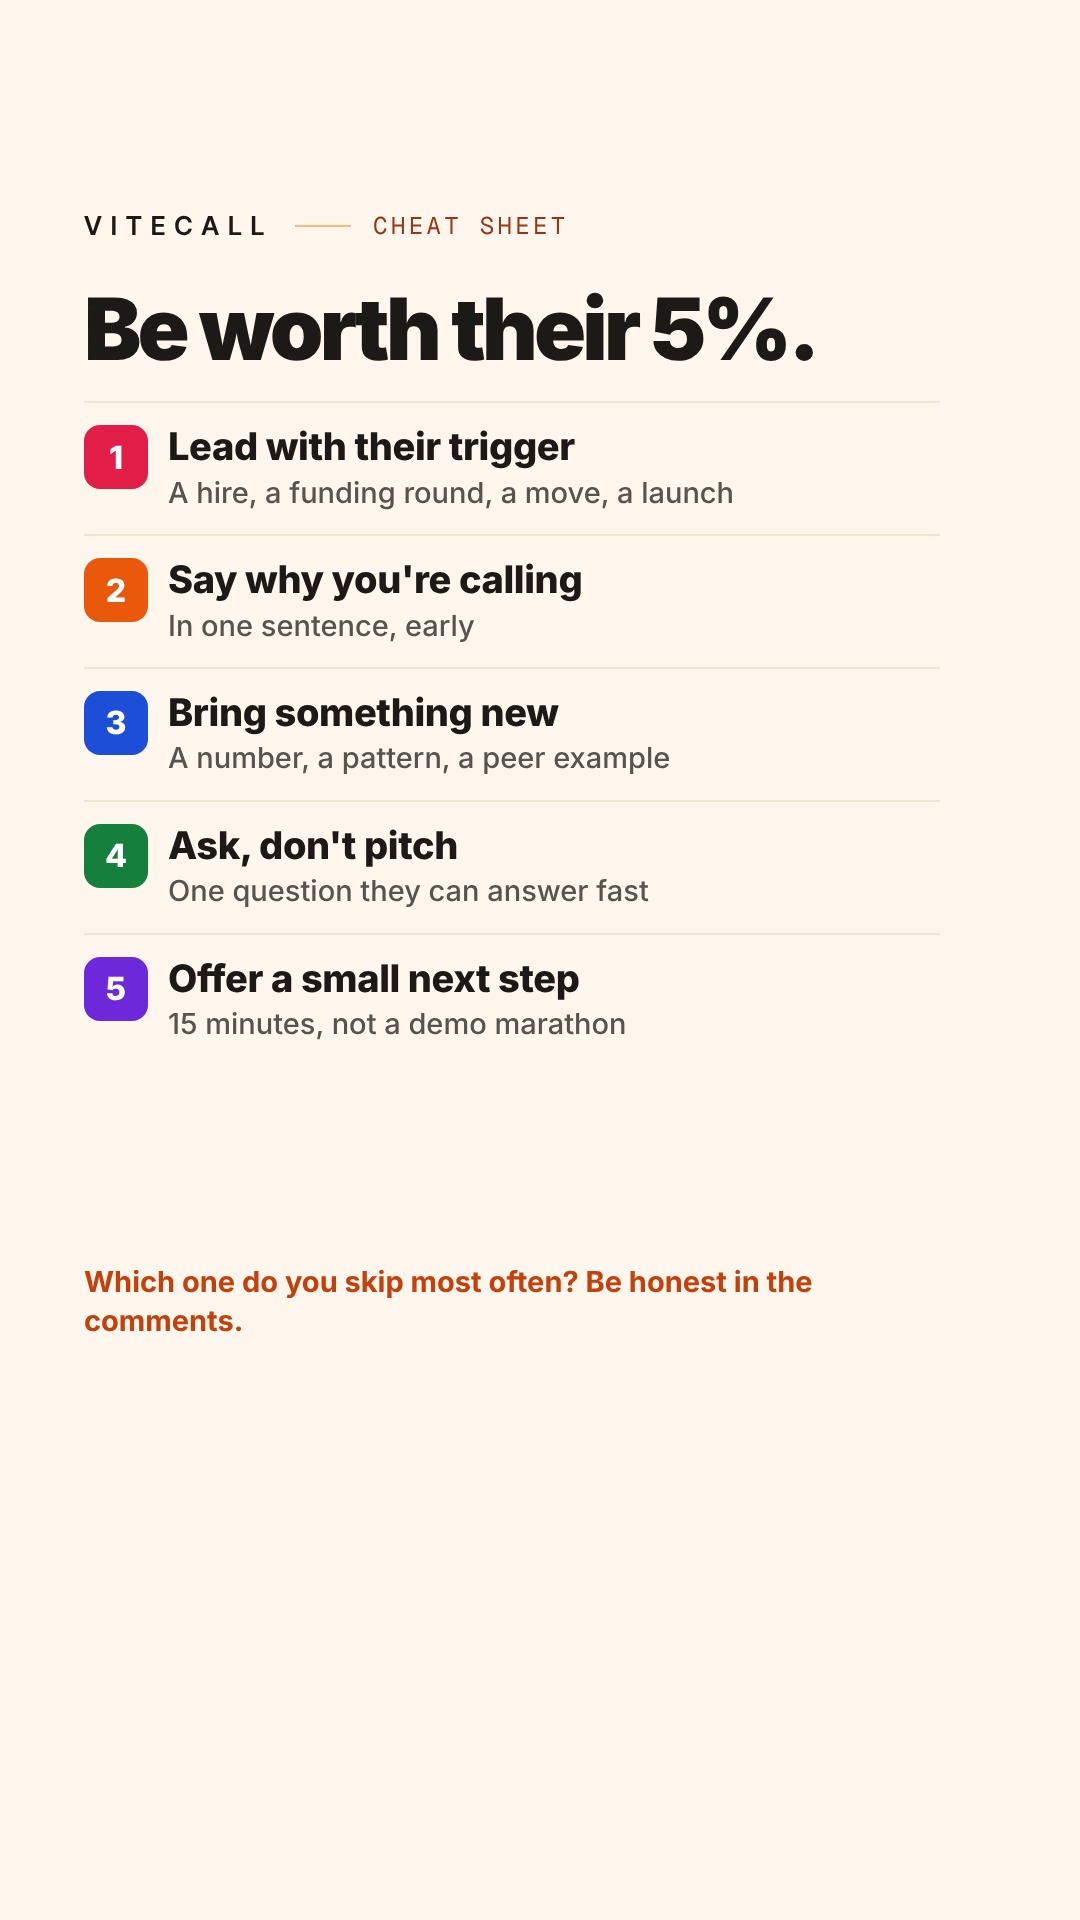 VITECALL — CHEAT SHEET
Be worth their 5%.
1 Lead with their trigger
A hire, a funding round, a move, a launch
2 Say why you're calling
In one sentence, early
3 Bring something new
A number, a pattern, a peer example
4 Ask, don't pitch
One question they can answer fast
5 Offer a small next step
15 minutes, not a demo marathon
Which one do you skip most often? Be honest in the
comments.